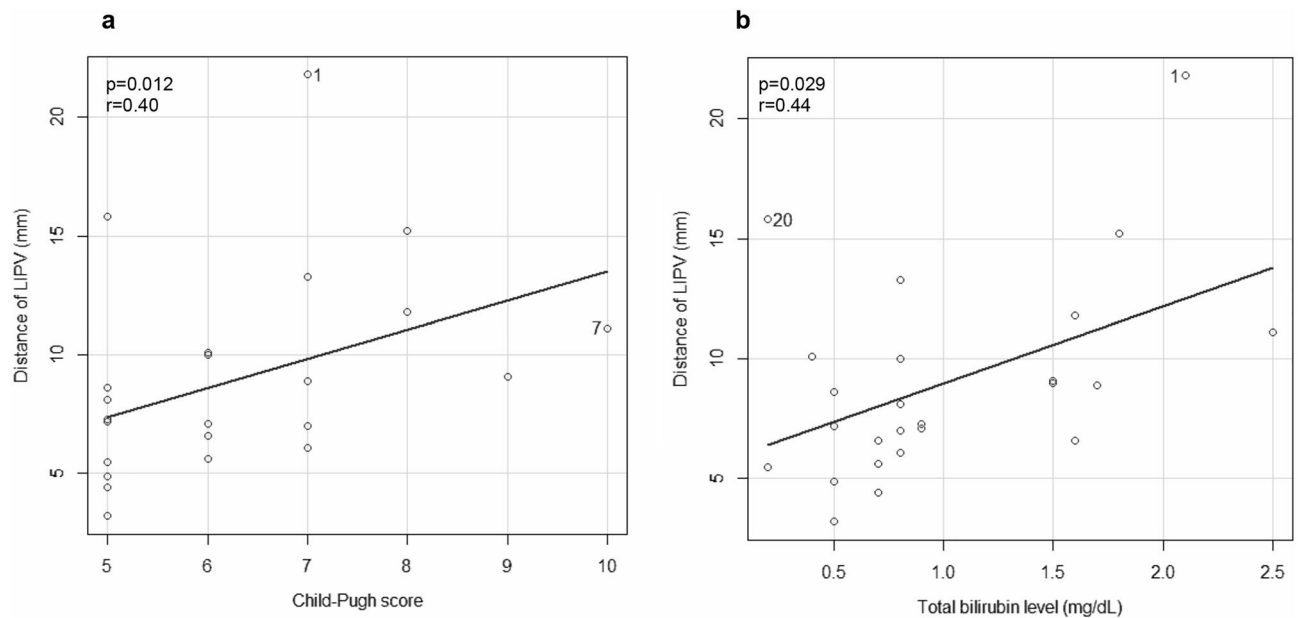 a
p=0.012
r=0.40
1
7
20
15
10
5
Distance of LIPV (mm)
5 6 7 8 9 10
Child-Pugh score
b
p=0.029
r=0.44
1
20
20
15
10
5
Distance of LIPV (mm)
0.5 1.0 1.5 2.0 2.5
Total bilirubin level (mg/dL)